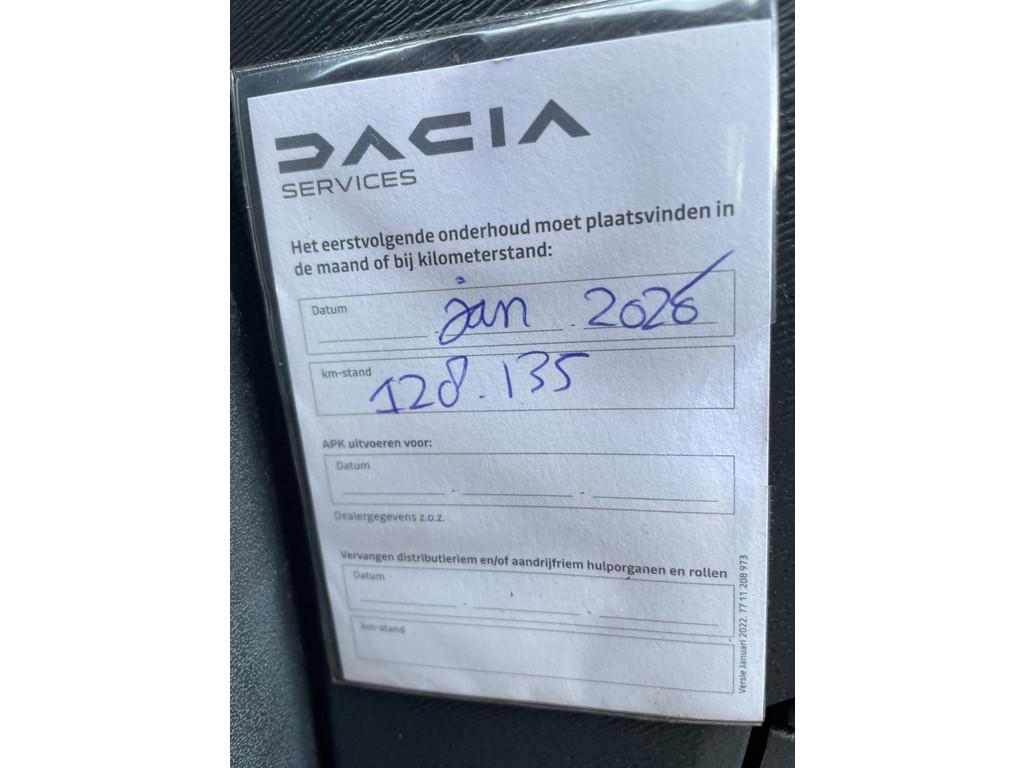 DACIA
SERVICES
Het eerstvolgende onderhoud moet plaatsvinden in
de maand of bij kilometerstand:
Datum jan 2026
km-stand 128.135
APK uitvoeren voor:
Datum
Dealergegevens z.o.z.
Vervangen distributieriem en/of aandrijfriem hulporganen en rollen
Datum
km-stand
Versie Januari 2022. 77 11 208 973